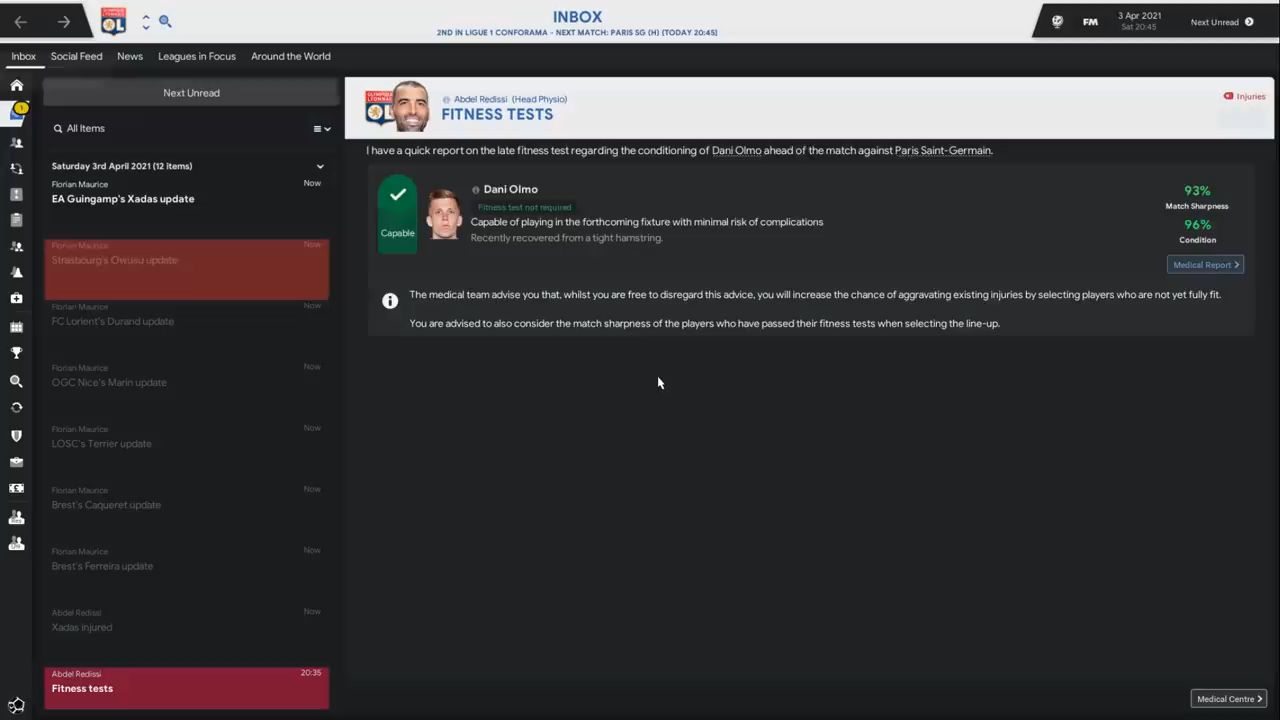 INBOX
2ND IN LIGUE 1 CONFORAMA - NEXT MATCH: PARIS SG (H) (TODAY 20:45)
FM
3 Apr 2021
Sat 20:45
Next Unread
Inbox
Social Feed
News
Leagues in Focus
Around the World
1
Next Unread
All Items
Saturday 3rd April 2021 (12 items)
Florian Maurice
Now
EA Guingamp's Xadas update
Florian Maurice
Now
Strasbourg's Owusu update
Florian Maurice
Now
FC Lorient's Durand update
Florian Maurice
Now
OGC Nice's Marin update
Florian Maurice
Now
LOSC's Terrier update
Florian Maurice
Now
Brest's Caqueret update
Florian Maurice
Now
Brest's Ferreira update
Abdel Redissi
Now
Xadas injured
Abdel Redissi
20:35
Fitness tests
Abdel Redissi (Head Physio)
FITNESS TESTS
Injuries
I have a quick report on the late fitness test regarding the conditioning of Dani Olmo ahead of the match against Paris Saint-Germain.
Capable
Dani Olmo
Fitness test not required
Capable of playing in the forthcoming fixture with minimal risk of complications
Recently recovered from a tight hamstring.
93%
Match Sharpness
96%
Condition
Medical Report
The medical team advise you that, whilst you are free to disregard this advice, you will increase the chance of aggravating existing injuries by selecting players who are not yet fully fit.
You are advised to also consider the match sharpness of the players who have passed their fitness tests when selecting the line-up.
Medical Centre